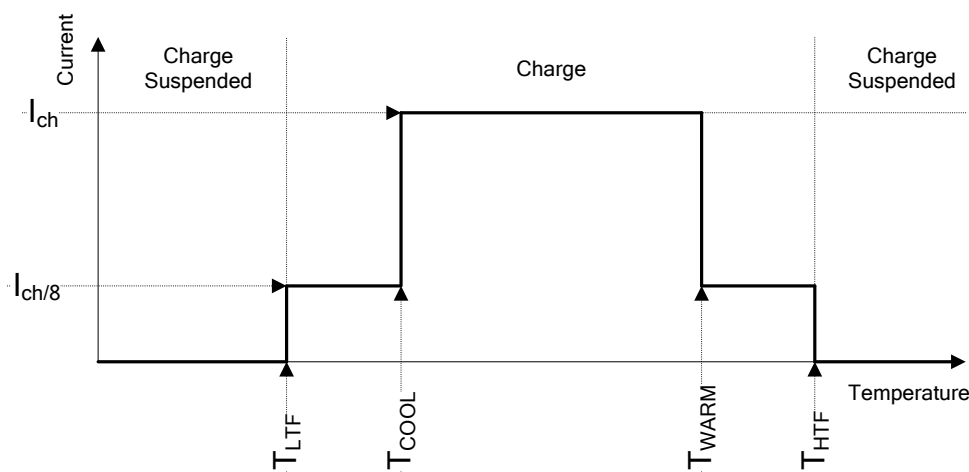 Current
Charge
Suspended
Charge
Charge
Suspended
Ich
Ich/8
Temperature
TLTF
TCOOL
TWARM
THTF